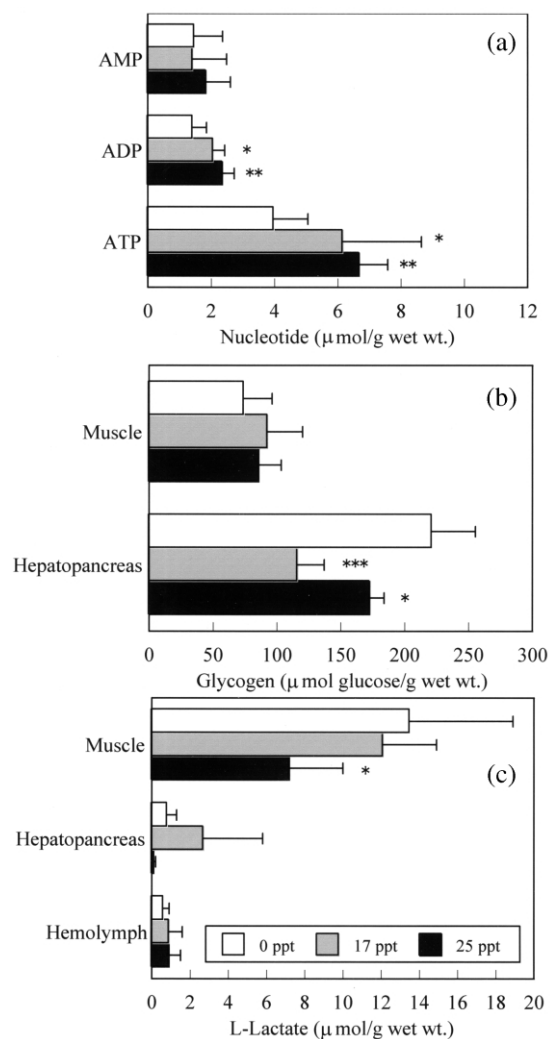 (a)
AMP
ADP
*
**
ATP
*
**
0 2 4 6 8 10 12
Nucleotide (μmol/g wet wt.)
(b)
Muscle
Hepatopancreas
***
*
0 50 100 150 200 250 300
Glycogen (μmol glucose/g wet wt.)
Muscle
*
(c)
Hepatopancreas
Hemolymph
0 ppt 17 ppt 25 ppt
0 2 4 6 8 10 12 14 16 18 20
L-Lactate (μmol/g wet wt.)